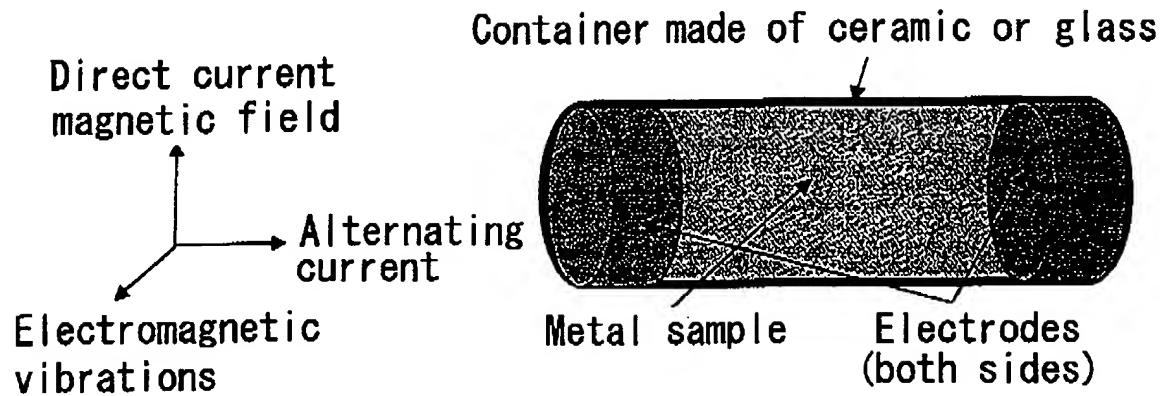 Container made of ceramic or glass
Direct current
magnetic field
Alternating
current
Electromagnetic
vibrations
Metal sample
Electrodes
(both sides)